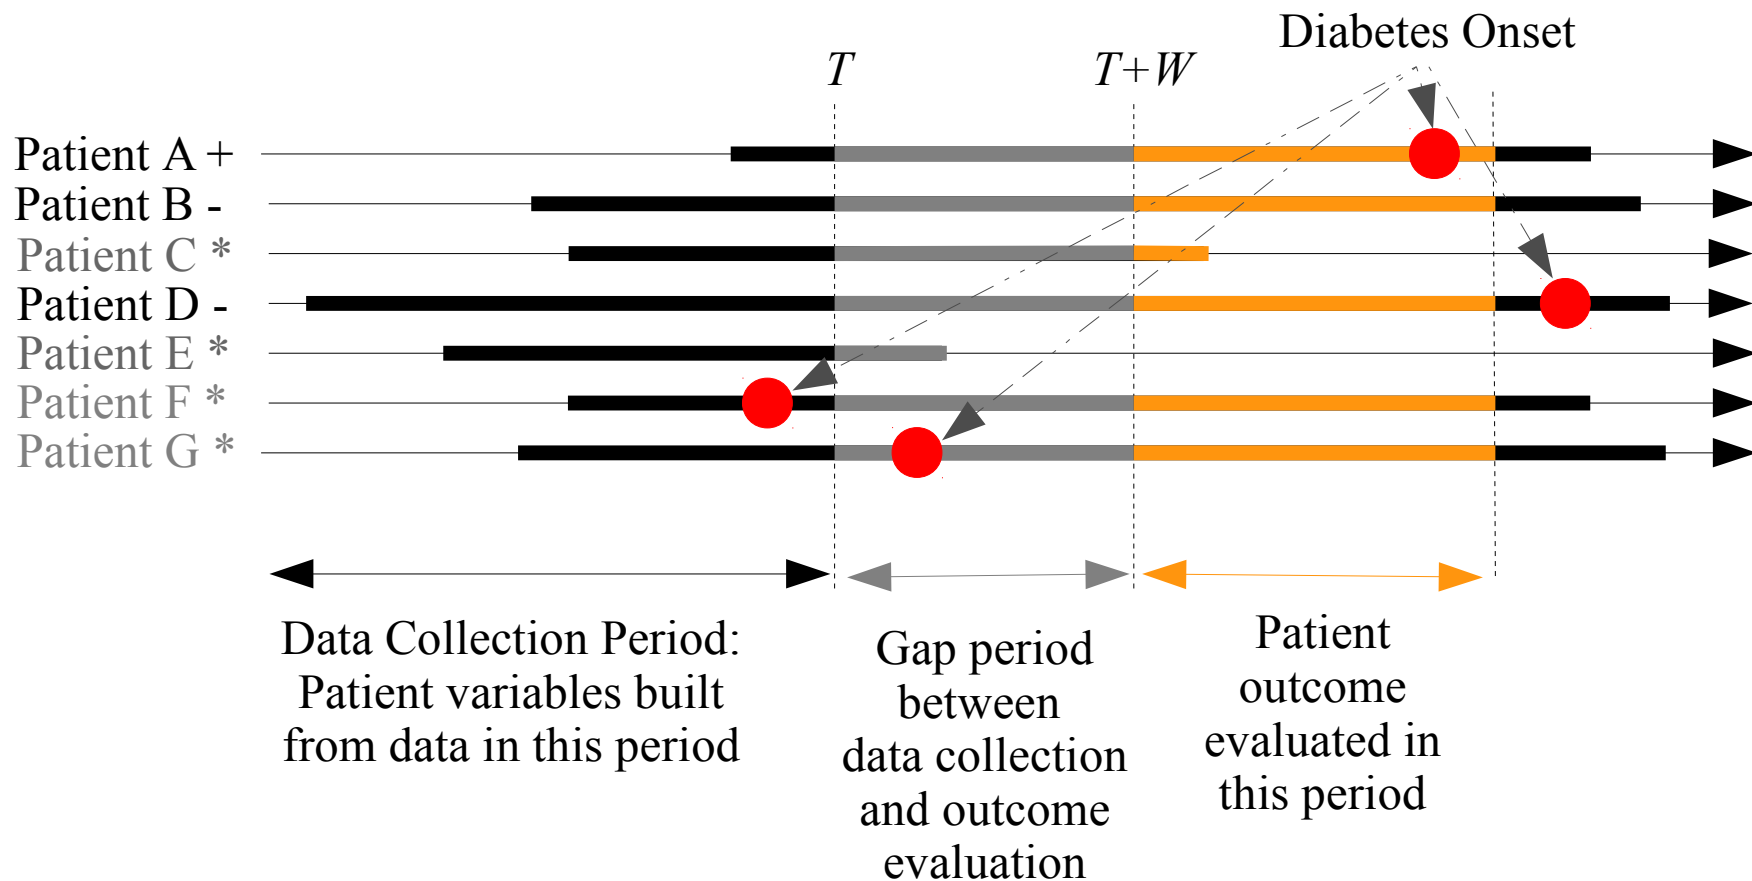 Diabetes Onset
T
T+W
Patient A +
Patient B -
Patient C *
Patient D -
Patient E *
Patient F *
Patient G *
Data Collection Period:
Patient variables built
from data in this period
Gap period
between
data collection
and outcome
evaluation
Patient
outcome
evaluated in
this period